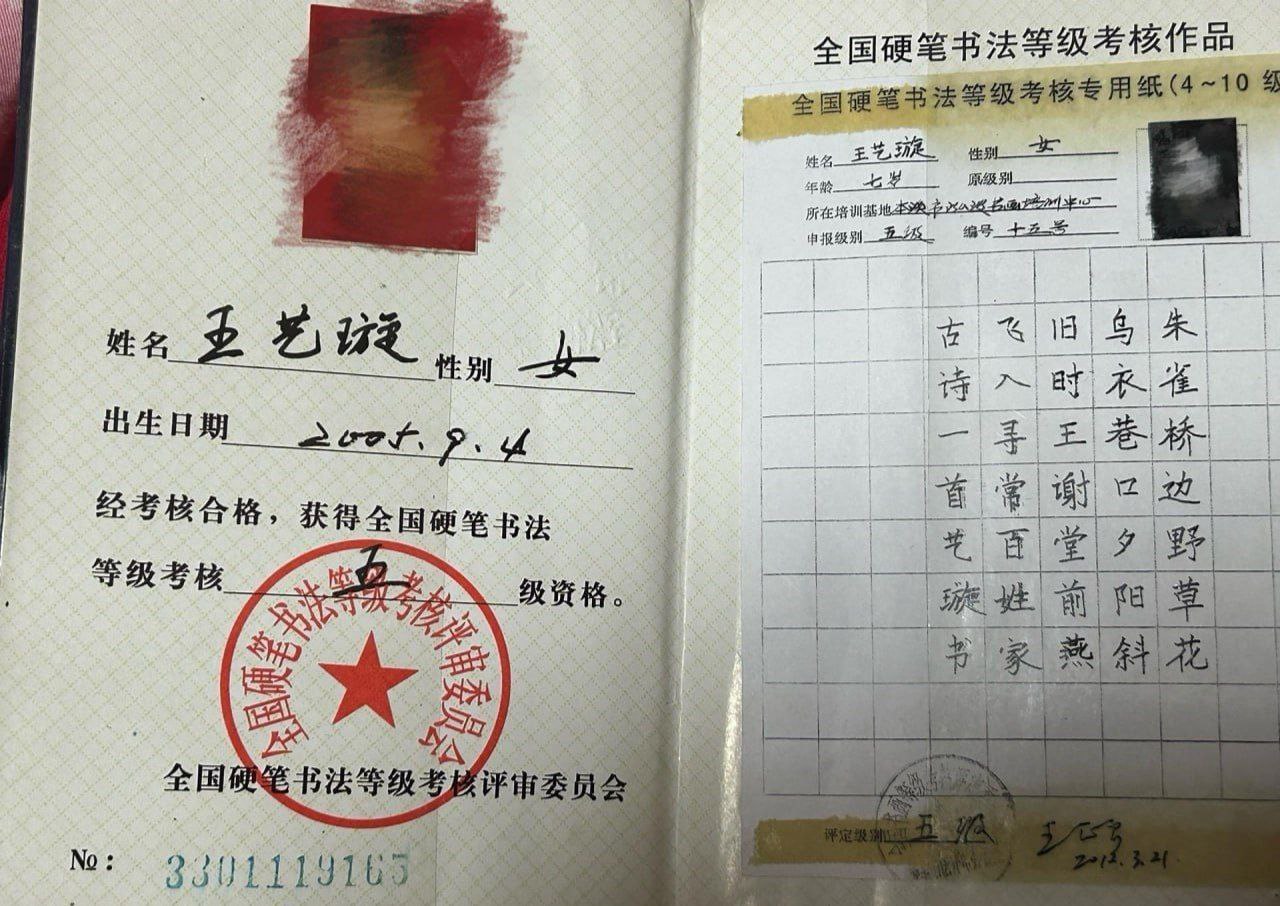 姓名 王艺璇 性别 女
出生日期 2005.9.4
经考核合格，获得全国硬笔书法
等级考核 五 级资格。
全国硬笔书法等级考核评审委员会
全国硬笔书法等级考核评审委员会
№: 3301119165
全国硬笔书法等级考核作品
全国硬笔书法等级考核专用纸(4~10 级
姓名 王艺璇 性别 女
年龄 七岁 原级别
所在培训基地 书画培训中心
申报级别 五级 编号 十五号
朱雀桥边野草花
乌衣巷口夕阳斜
旧时王谢堂前燕
飞入寻常百姓家
古诗一首艺璇书
评定级别 五级
2012.3.21.